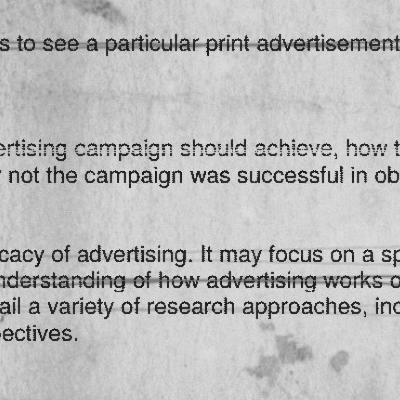 s to see a particular print advertisement
ertising campaign should achieve, how t
not the campaign was successful in ob
cacy of advertising. It may focus on a sp
nderstanding of how advertising works o
ail a variety of research approaches, inc
ectives.